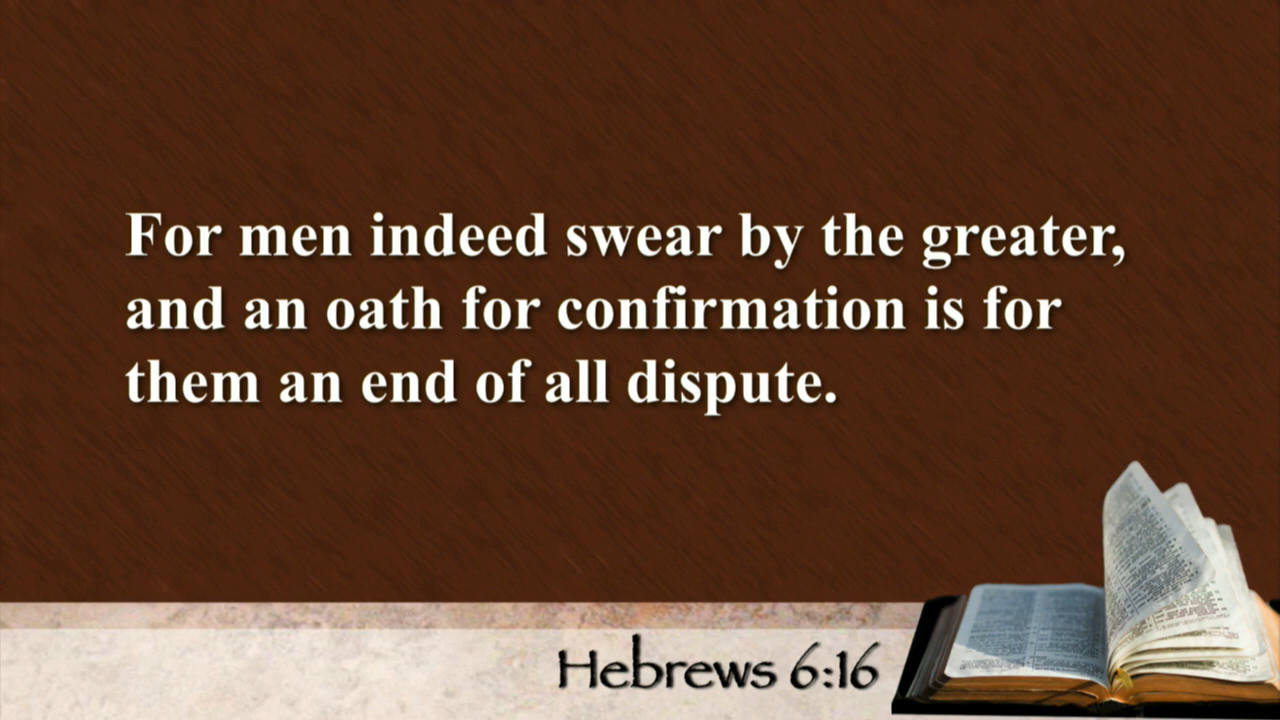 For men indeed swear by the greater,
and an oath for confirmation is for
them an end of all dispute.
Hebrews 6:16